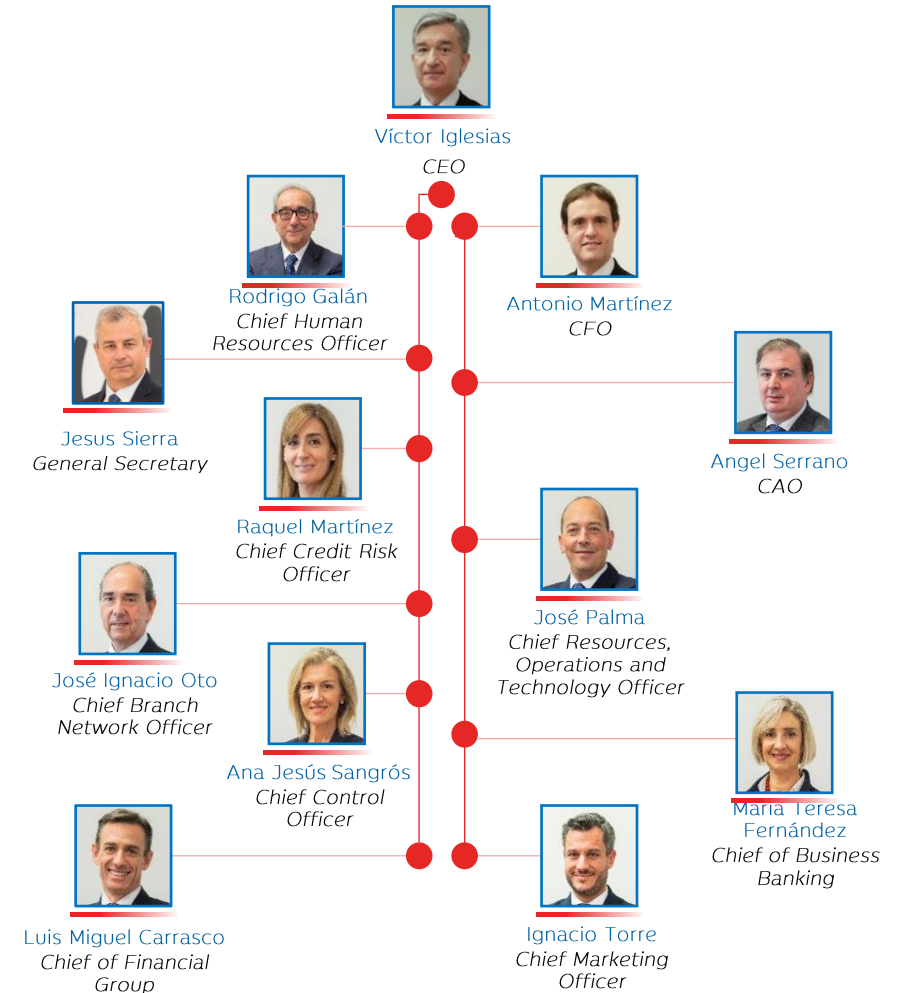 Víctor Iglesias
CEO
Rodrigo Galán
Chief Human
Resources Officer
Antonio Martínez
CFO
Jesus Sierra
General Secretary
Angel Serrano
CAO
Raquel Martínez
Chief Credit Risk
Officer
José Palma
Chief Resources,
Operations and
Technology Officer
José Ignacio Oto
Chief Branch
Network Officer
Ana Jesús Sangrós
Chief Control
Officer
María Teresa
Fernández
Chief of Business
Banking
Luis Miguel Carrasco
Chief of Financial
Group
Ignacio Torre
Chief Marketing
Officer